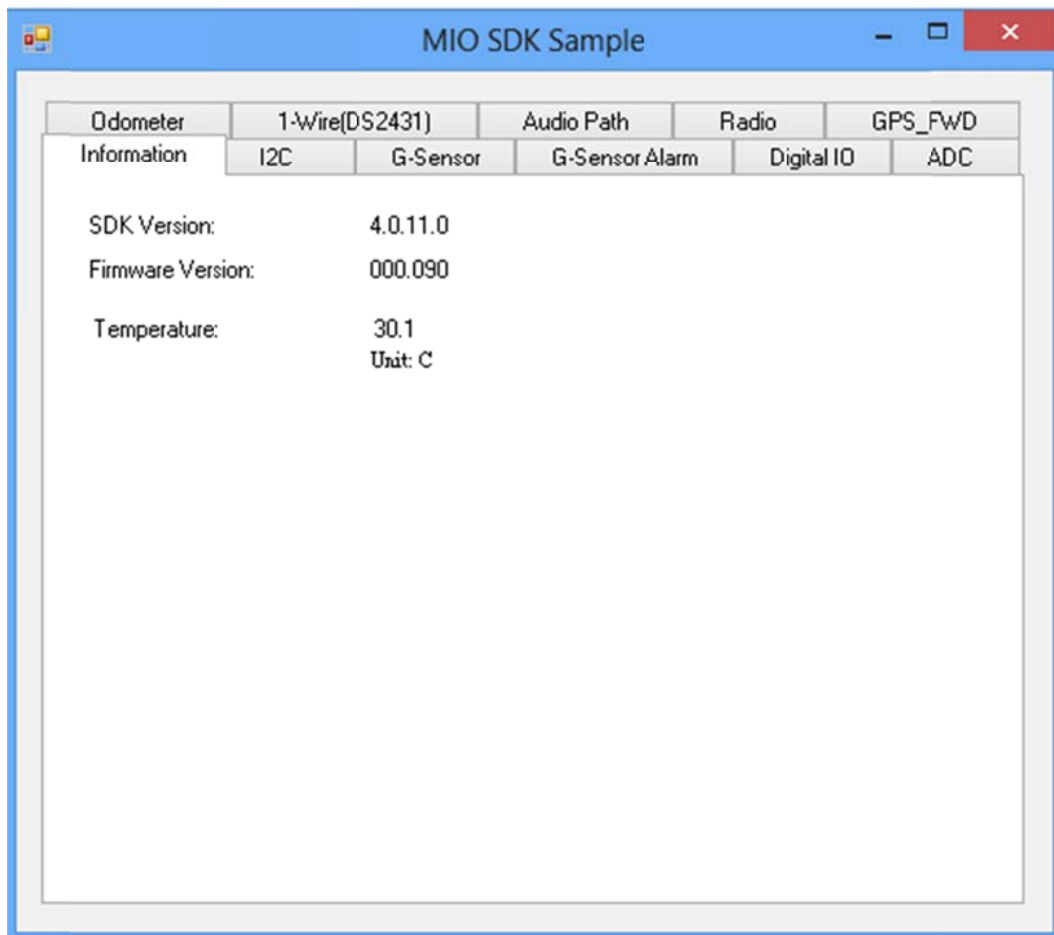 MIO SDK Sample
Odometer 1-Wire(DS2431) Audio Path Radio GPS_FWD
Information I2C G-Sensor G-Sensor Alarm Digital IO ADC
SDK Version: 4.0.11.0
Firmware Version: 000.090
Temperature: 30.1
Unit: C